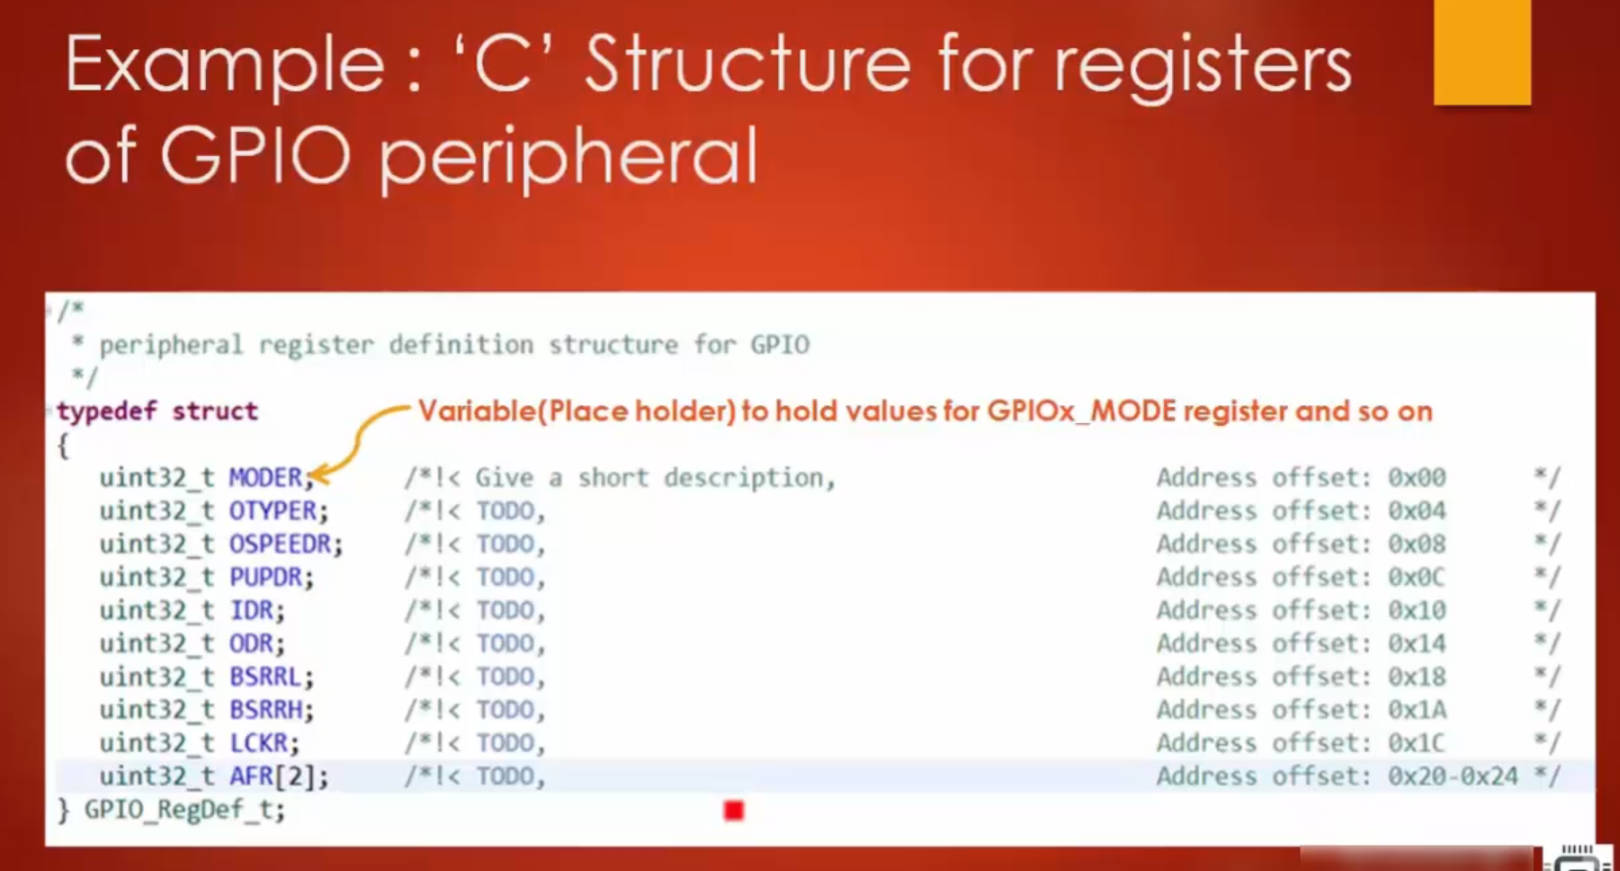 Example : ‘C’ Structure for registers
of GPIO peripheral
/*
* peripheral register definition structure for GPIO
*/
typedef struct
Variable(Place holder) to hold values for GPIOx_MODE register and so on
{
uint32_t MODER; /*!< Give a short description, Address offset: 0x00 */
uint32_t OTYPER; /*!< TODO, Address offset: 0x04 */
uint32_t OSPEEDR; /*!< TODO, Address offset: 0x08 */
uint32_t PUPDR; /*!< TODO, Address offset: 0x0C */
uint32_t IDR; /*!< TODO, Address offset: 0x10 */
uint32_t ODR; /*!< TODO, Address offset: 0x14 */
uint32_t BSRRL; /*!< TODO, Address offset: 0x18 */
uint32_t BSRRH; /*!< TODO, Address offset: 0x1A */
uint32_t LCKR; /*!< TODO, Address offset: 0x1C */
uint32_t AFR[2]; /*!< TODO, Address offset: 0x20-0x24 */
} GPIO_RegDef_t;